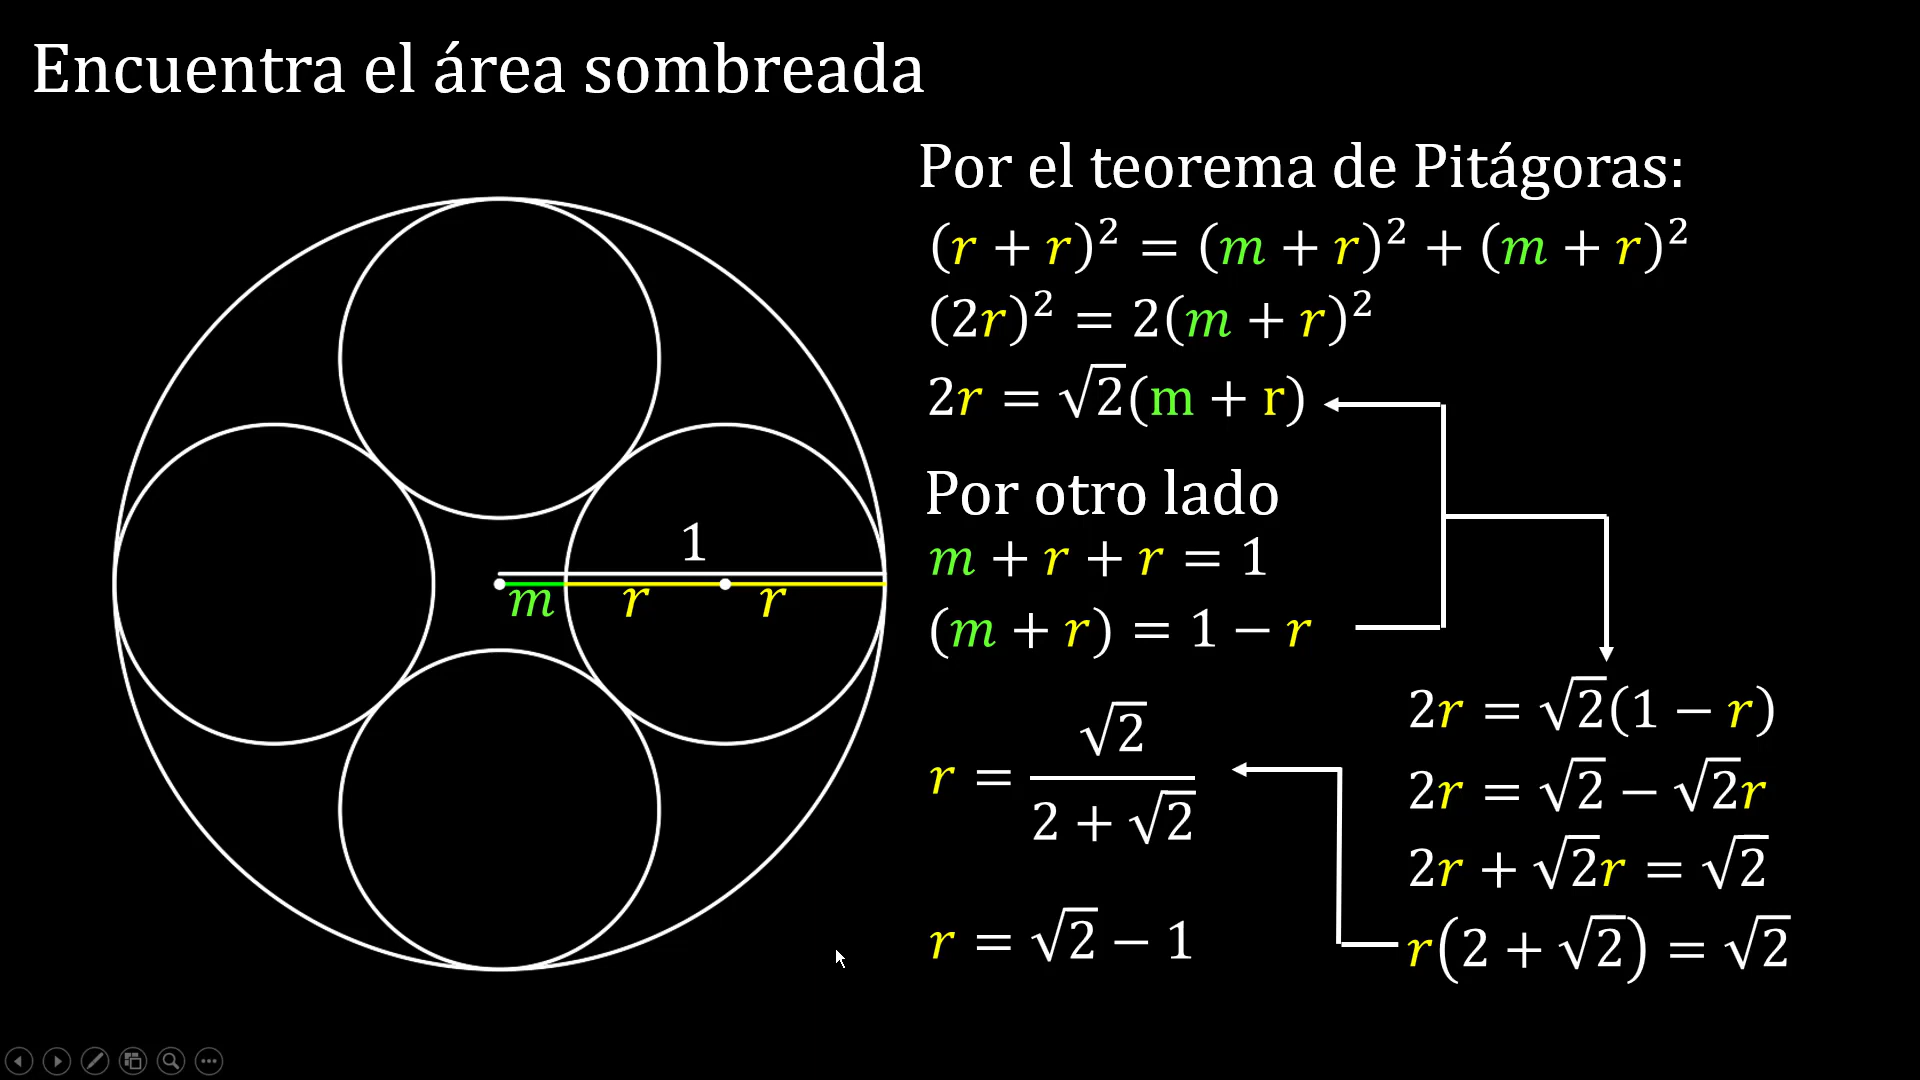 Encuentra el área sombreada
1
m r r
Por el teorema de Pitágoras:
(r + r)² = (m + r)² + (m + r)²
(2r)² = 2(m + r)²
2r = √2(m + r)
Por otro lado
m + r + r = 1
(m + r) = 1 − r
2r = √2(1 − r)
2r = √2 − √2r
2r + √2r = √2
r(2 + √2) = √2
r = √2/(2 + √2)
r = √2 − 1